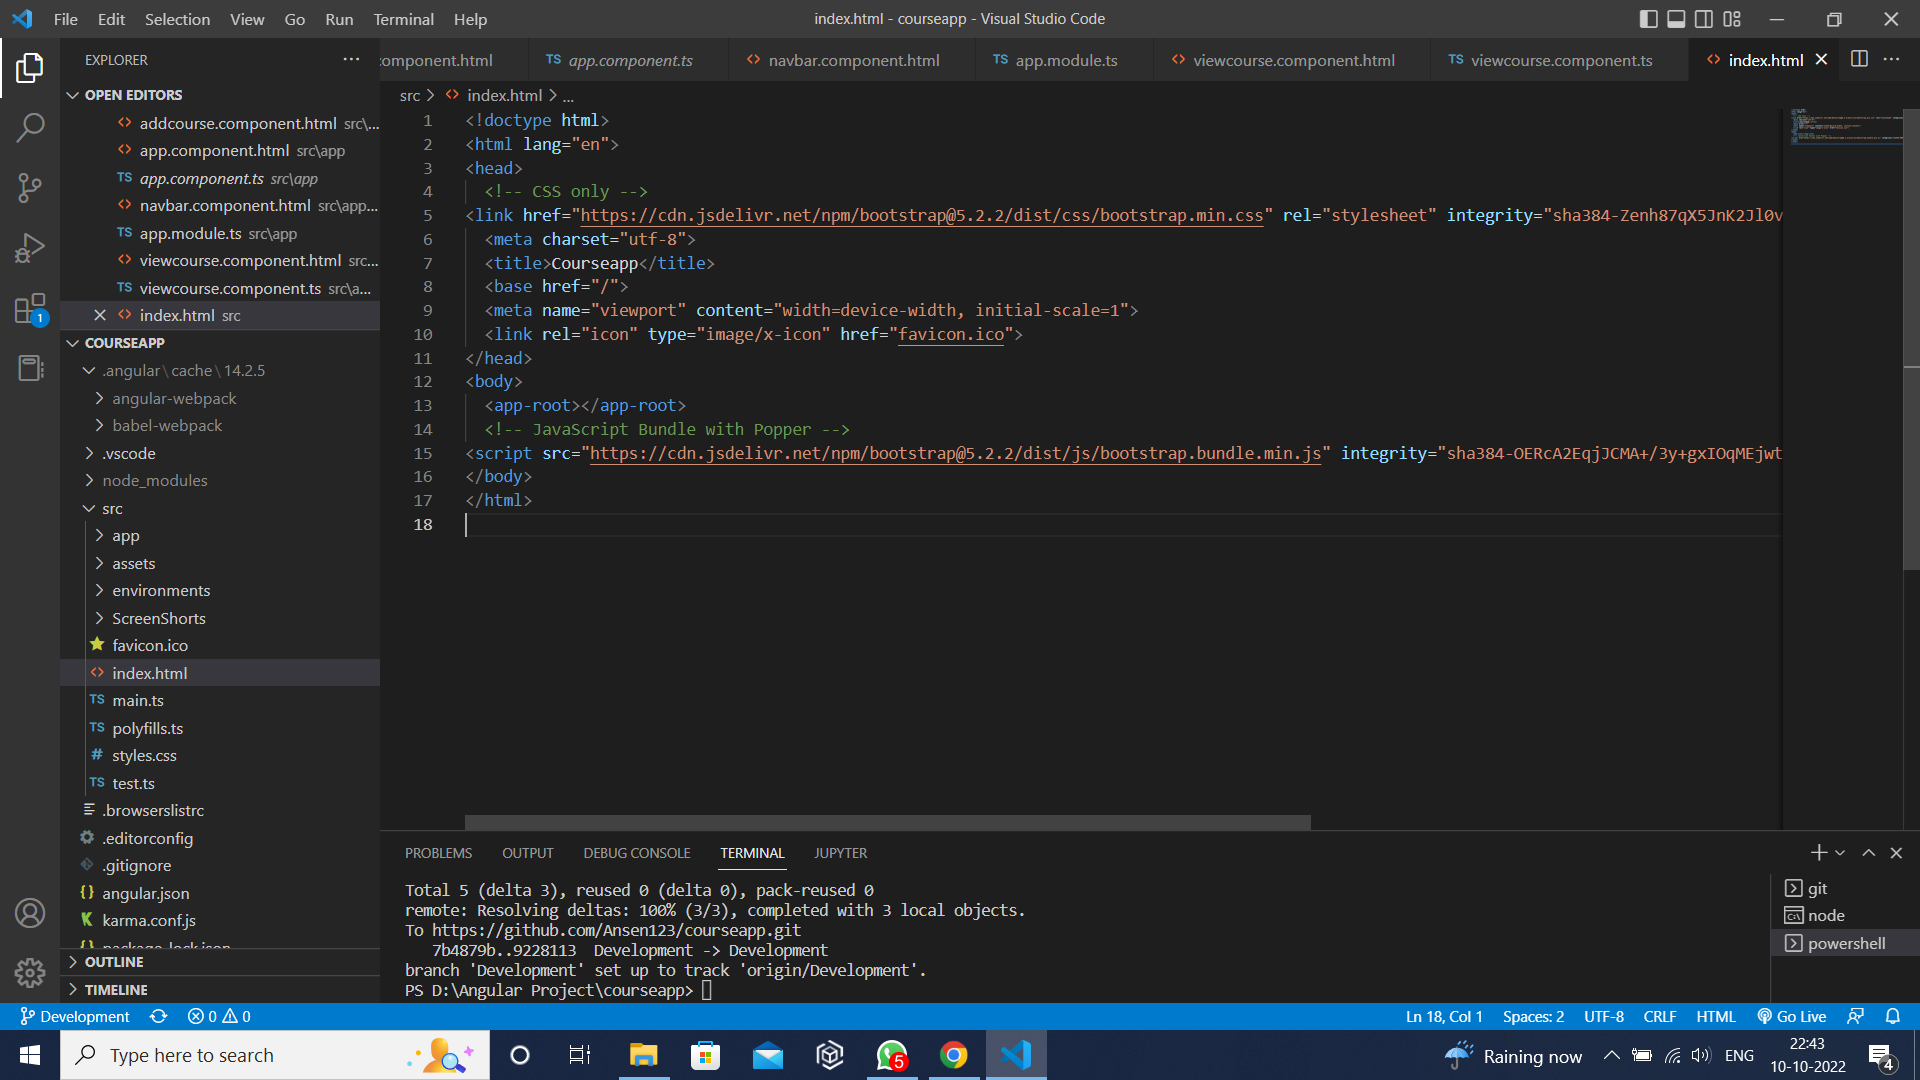 File Edit Selection View Go Run Terminal Help
index.html - courseapp - Visual Studio Code
EXPLORER
OPEN EDITORS
addcourse.component.html src\...
app.component.html src\app
app.component.ts src\app
navbar.component.html src\app...
app.module.ts src\app
viewcourse.component.html src...
viewcourse.component.ts src\a...
index.html src
COURSEAPP
.angular\cache\14.2.5
angular-webpack
babel-webpack
.vscode
node_modules
src
app
assets
environments
ScreenShorts
favicon.ico
index.html
TS main.ts
TS polyfills.ts
# styles.css
TS test.ts
.browserslistrc
.editorconfig
.gitignore
{} angular.json
karma.conf.js
{} package-lock.json
OUTLINE
TIMELINE
component.html TS app.component.ts navbar.component.html TS app.module.ts viewcourse.component.html TS viewcourse.component.ts index.html
src > index.html > ...
1 <!doctype html>
2 <html lang="en">
3 <head>
4 <!-- CSS only -->
5 <link href="https://cdn.jsdelivr.net/npm/bootstrap@5.2.2/dist/css/bootstrap.min.css" rel="stylesheet" integrity="sha384-Zenh87qX5JnK2Jl0v
6 <meta charset="utf-8">
7 <title>Courseapp</title>
8 <base href="/">
9 <meta name="viewport" content="width=device-width, initial-scale=1">
10 <link rel="icon" type="image/x-icon" href="favicon.ico">
11 </head>
12 <body>
13 <app-root></app-root>
14 <!-- JavaScript Bundle with Popper -->
15 <script src="https://cdn.jsdelivr.net/npm/bootstrap@5.2.2/dist/js/bootstrap.bundle.min.js" integrity="sha384-OERcA2EqjJCMA+/3y+gxIOqMEjwt
16 </body>
17 </html>
18
PROBLEMS OUTPUT DEBUG CONSOLE TERMINAL JUPYTER
Total 5 (delta 3), reused 0 (delta 0), pack-reused 0
remote: Resolving deltas: 100% (3/3), completed with 3 local objects.
To https://github.com/Ansen123/courseapp.git
7b4879b..9228113 Development -> Development
branch 'Development' set up to track 'origin/Development'.
PS D:\Angular Project\courseapp>
git
node
powershell
Development 0 0 Ln 18, Col 1 Spaces: 2 UTF-8 CRLF HTML Go Live
Type here to search
5
Raining now
ENG
22:43
10-10-2022
4
1